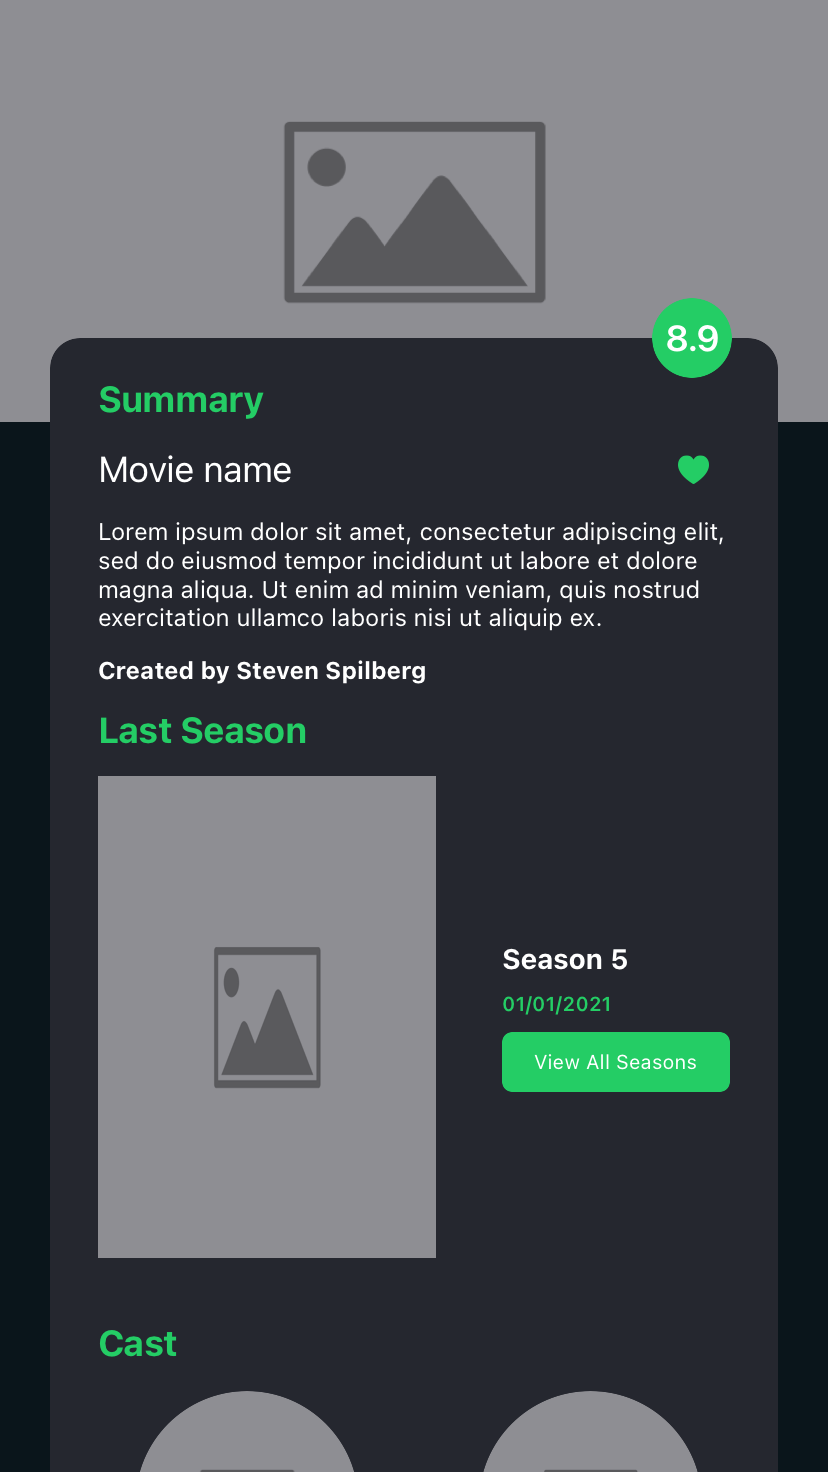 8.9
Summary
Movie name
Lorem ipsum dolor sit amet, consectetur adipiscing elit,
sed do eiusmod tempor incididunt ut labore et dolore
magna aliqua. Ut enim ad minim veniam, quis nostrud
exercitation ullamco laboris nisi ut aliquip ex.
Created by Steven Spilberg
Last Season
Season 5
01/01/2021
View All Seasons
Cast